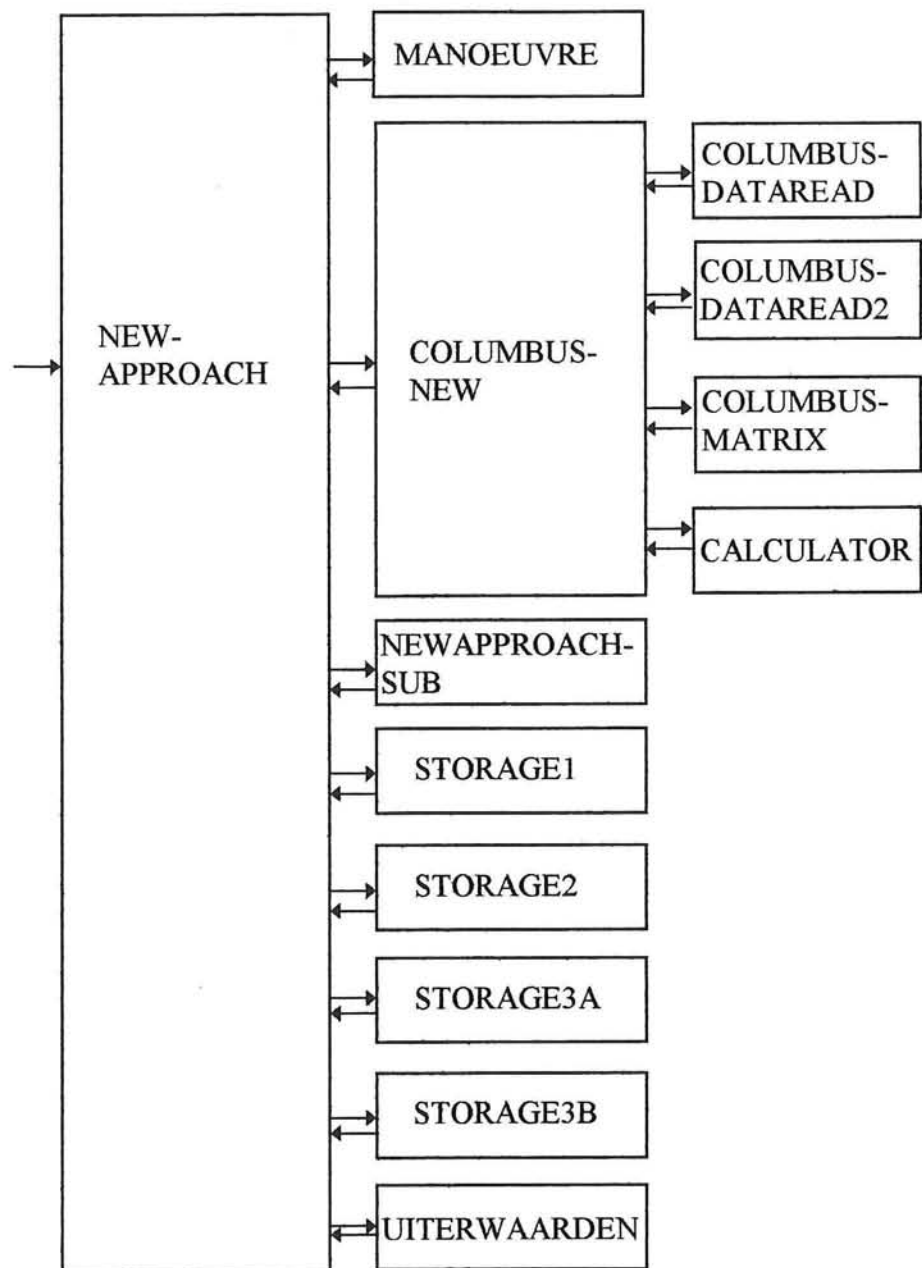 MANOEUVRE
COLUMBUS-
DATAREAD
COLUMBUS-
DATAREAD2
NEW-
APPROACH
COLUMBUS-
NEW
COLUMBUS-
MATRIX
CALCULATOR
NEWAPPROACH-
SUB
STORAGE1
STORAGE2
STORAGE3A
STORAGE3B
UITERWAARDEN